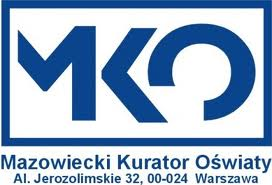 MKO
Mazowiecki Kurator Oświaty
Al. Jerozolimskie 32, 00-024 Warszawa